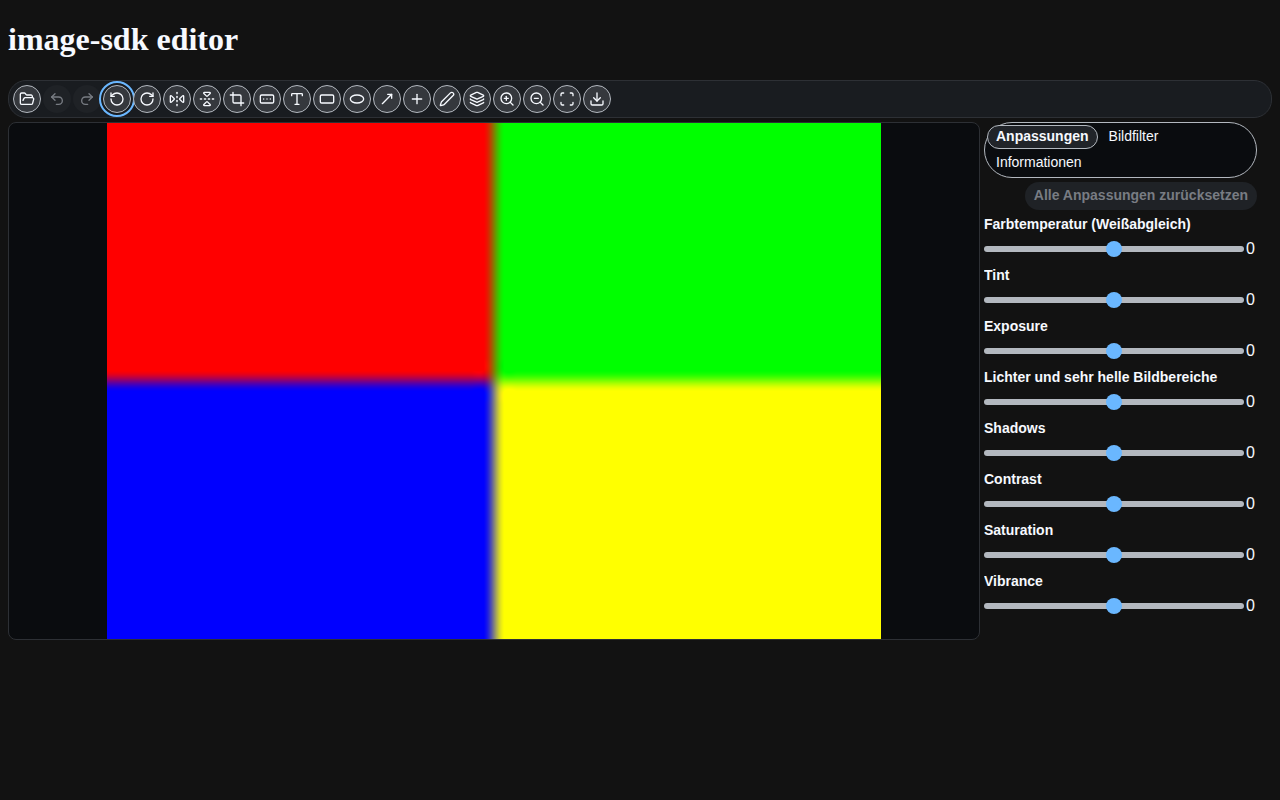 image-sdk editor
Anpassungen Bildfilter
Informationen
Alle Anpassungen zurücksetzen
Farbtemperatur (Weißabgleich)
0
Tint
0
Exposure
0
Lichter und sehr helle Bildbereiche
0
Shadows
0
Contrast
0
Saturation
0
Vibrance
0